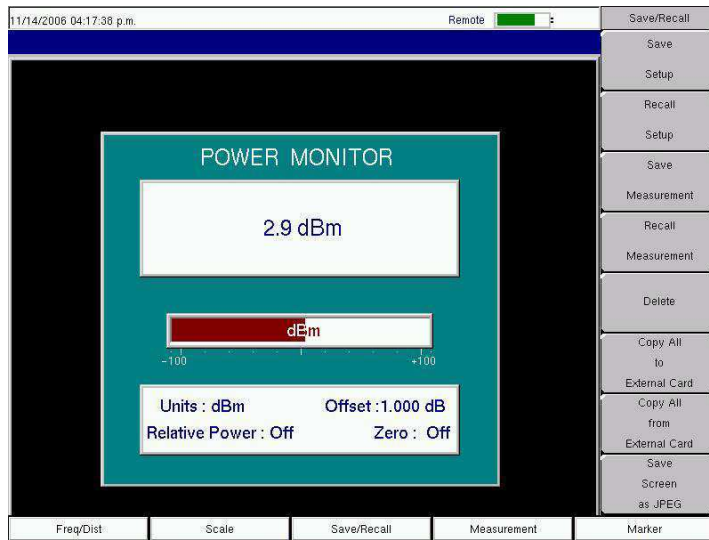 11/14/2006 04:17:38 p.m.
Remote
Save/Recall
Save
Setup
Recall
Setup
Save
Measurement
Recall
Measurement
Delete
Copy All
to
External Card
Copy All
from
External Card
Save
Screen
as JPEG
POWER MONITOR
2.9 dBm
dBm
-100
+100
Units : dBm
Offset :1.000 dB
Relative Power : Off
Zero : Off
Freq/Dist
Scale
Save/Recall
Measurement
Marker